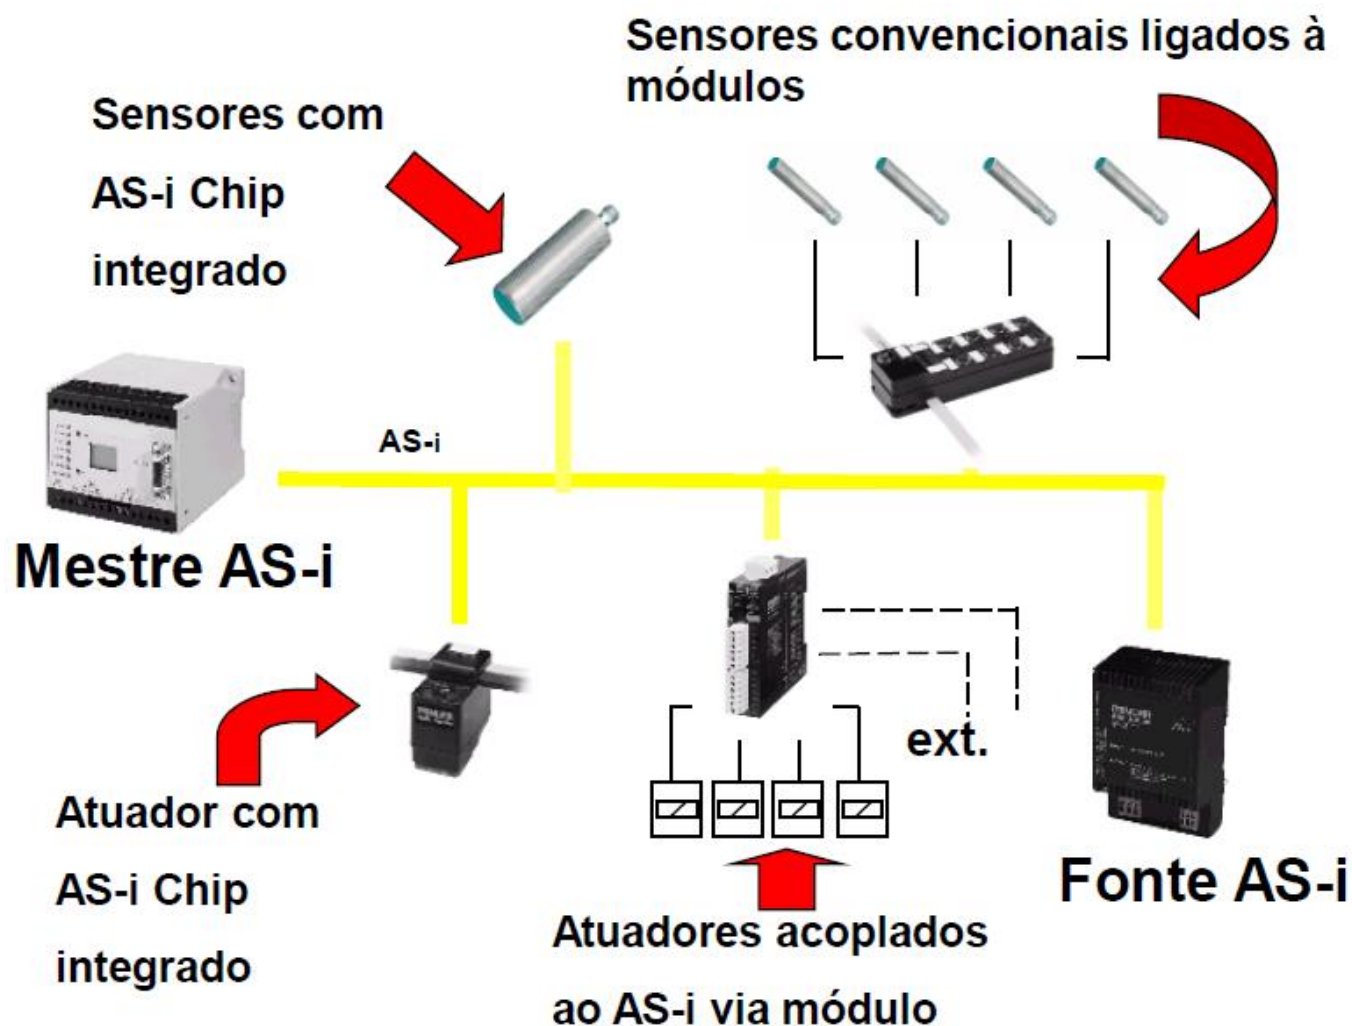 Sensores convencionais ligados à
módulos
Sensores com
AS-i Chip
integrado
AS-i
Mestre AS-i
ext.
Atuador com
AS-i Chip
integrado
Fonte AS-i
Atuadores acoplados
ao AS-i via módulo